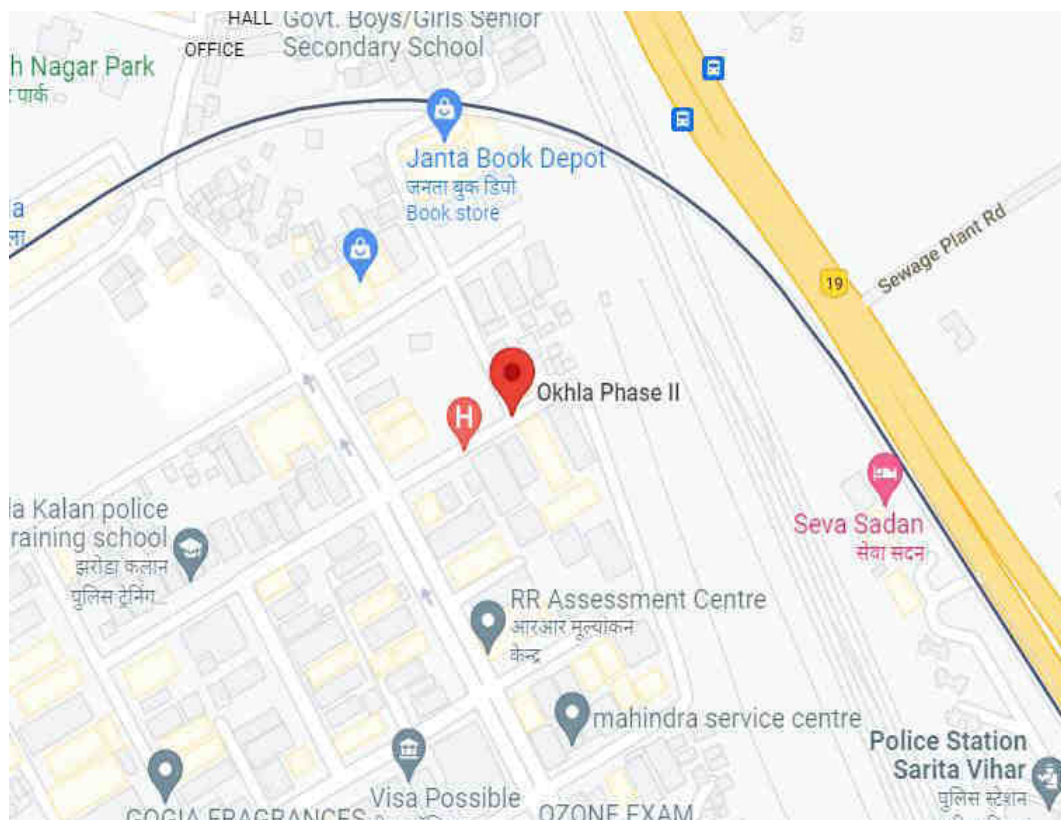 HALL
Govt. Boys/Girls Senior
OFFICE
Secondary School
h Nagar Park
पार्क
Janta Book Depot
जनता बुक डिपो
Book store
a
ला
19
Sewage Plant Rd
Okhla Phase II
H
la Kalan police
raining school
झरोडा कलान
पुलिस ट्रेनिंग...
Seva Sadan
सेवा सदन
RR Assessment Centre
आरआर मूल्यांकन
केन्द्र
mahindra service centre
Police Station
Sarita Vihar
पुलिस स्टेशन
Visa Possible
GOGIA FRAGRANCES
OZONE EXAM